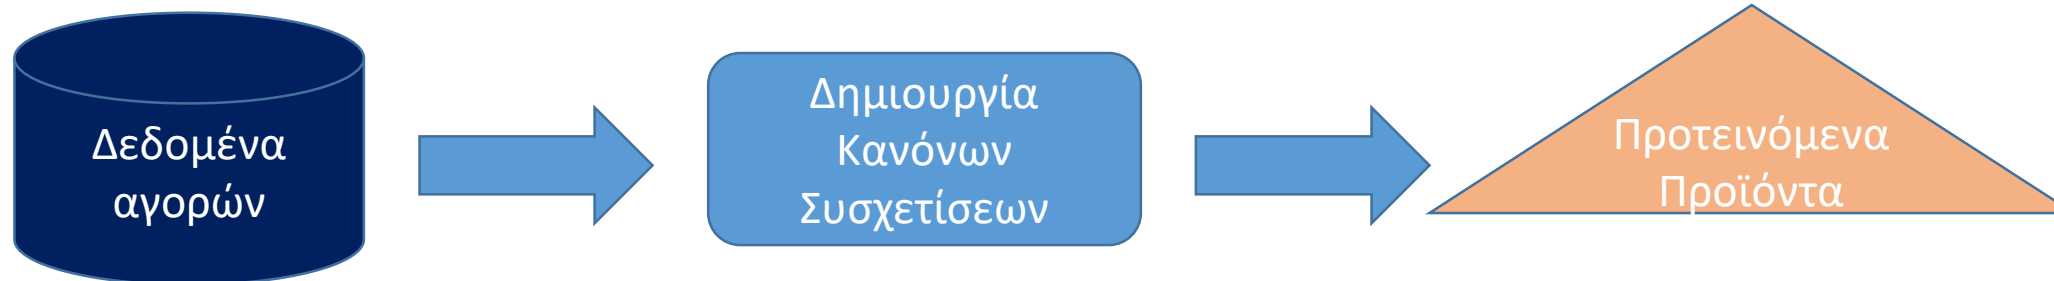 Δεδομένα
αγορών
Δημιουργία
Κανόνων
Συσχετίσεων
Προτεινόμενα
Προϊόντα